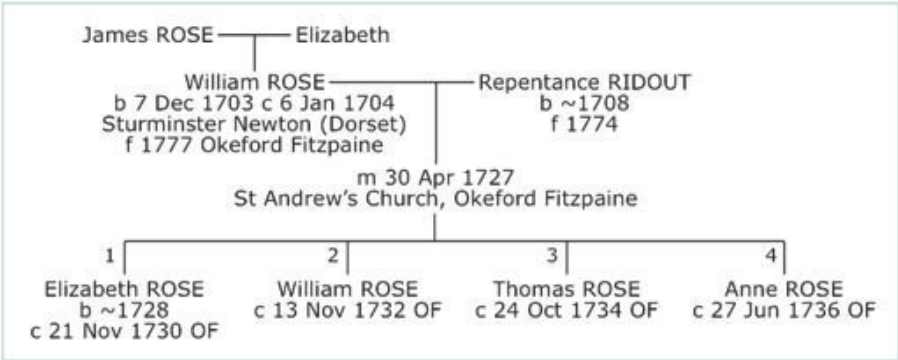 James ROSE Elizabeth
William ROSE Repentance RIDOUT
b 7 Dec 1703 c 6 Jan 1704 b ~1708
Sturminster Newton (Dorset) f 1774
f 1777 Okeford Fitzpaine
m 30 Apr 1727
St Andrew's Church, Okeford Fitzpaine
1 2 3 4
Elizabeth ROSE William ROSE Thomas ROSE Anne ROSE
b ~1728 c 13 Nov 1732 OF c 24 Oct 1734 OF c 27 Jun 1736 OF
c 21 Nov 1730 OF